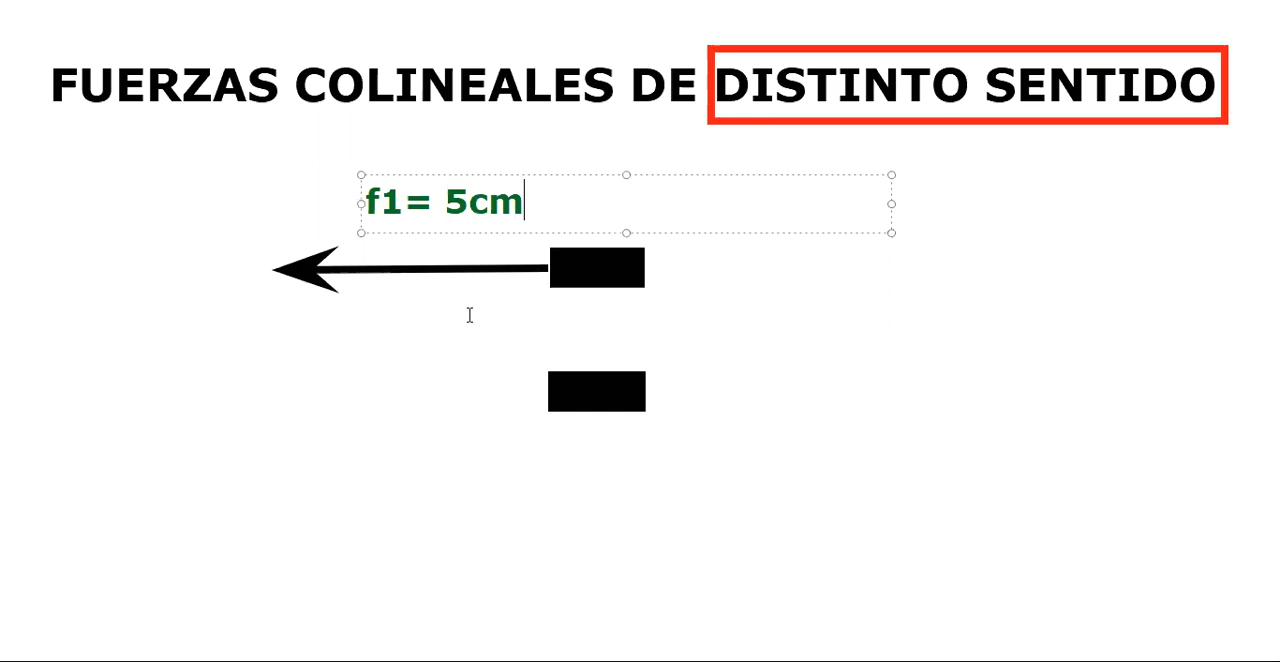 FUERZAS COLINEALES DE DISTINTO SENTIDO
f1= 5cm